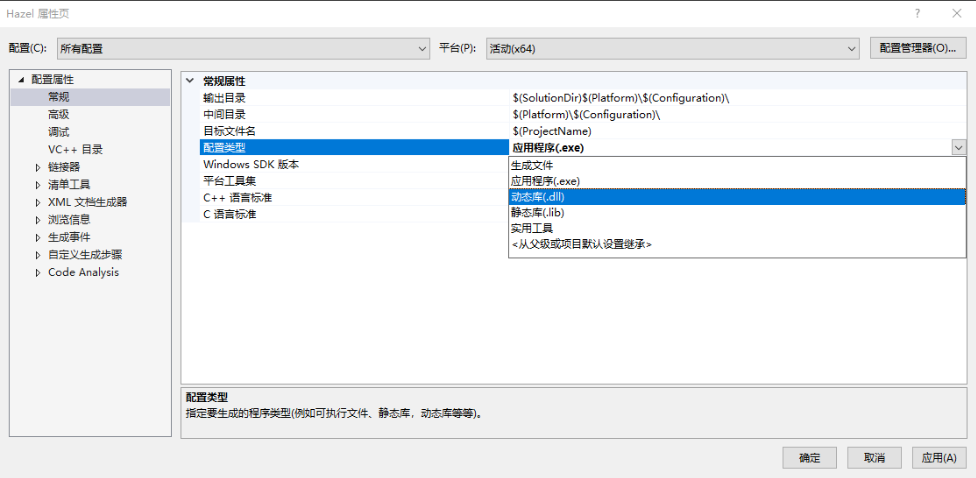 Hazel 属性页
配置(C): 所有配置 平台(P): 活动(x64) 配置管理器(O)...
配置属性
常规
高级
调试
VC++ 目录
链接器
清单工具
XML 文档生成器
浏览信息
生成事件
自定义生成步骤
Code Analysis
常规属性
输出目录 $(SolutionDir)$(Platform)\$(Configuration)\
中间目录 $(Platform)\$(Configuration)\
目标文件名 $(ProjectName)
配置类型 应用程序(.exe)
Windows SDK 版本
平台工具集
C++ 语言标准
C 语言标准
生成文件
应用程序(.exe)
动态库(.dll)
静态库(.lib)
实用工具
<从父级或项目默认设置继承>
配置类型
指定要生成的程序类型(例如可执行文件、静态库，动态库等等)。
确定 取消 应用(A)